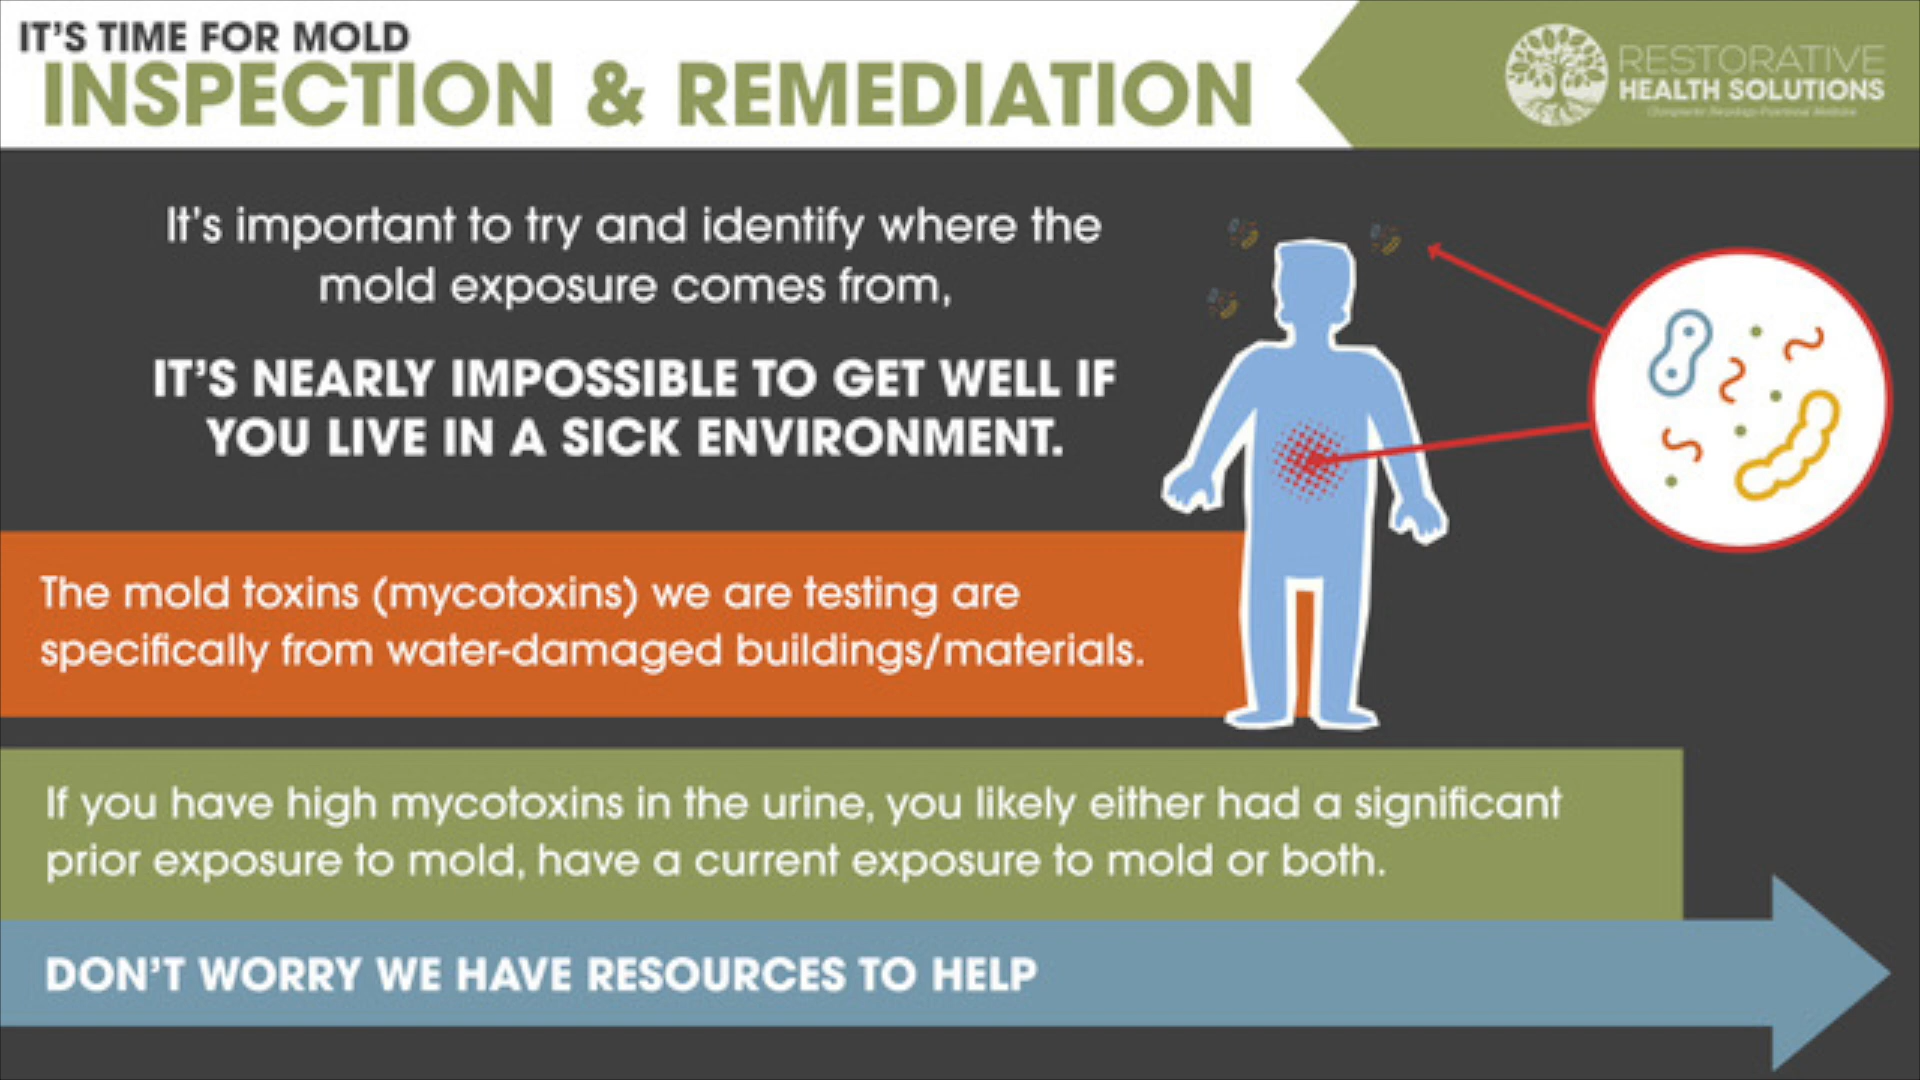 IT'S TIME FOR MOLD
INSPECTION & REMEDIATION
RESTORATIVE
HEALTH SOLUTIONS
It's important to try and identify where the
mold exposure comes from,
IT'S NEARLY IMPOSSIBLE TO GET WELL IF
YOU LIVE IN A SICK ENVIRONMENT.
The mold toxins (mycotoxins) we are testing are
specifically from water-damaged buildings/materials.
If you have high mycotoxins in the urine, you likely either had a significant
prior exposure to mold, have a current exposure to mold or both.
DON'T WORRY WE HAVE RESOURCES TO HELP